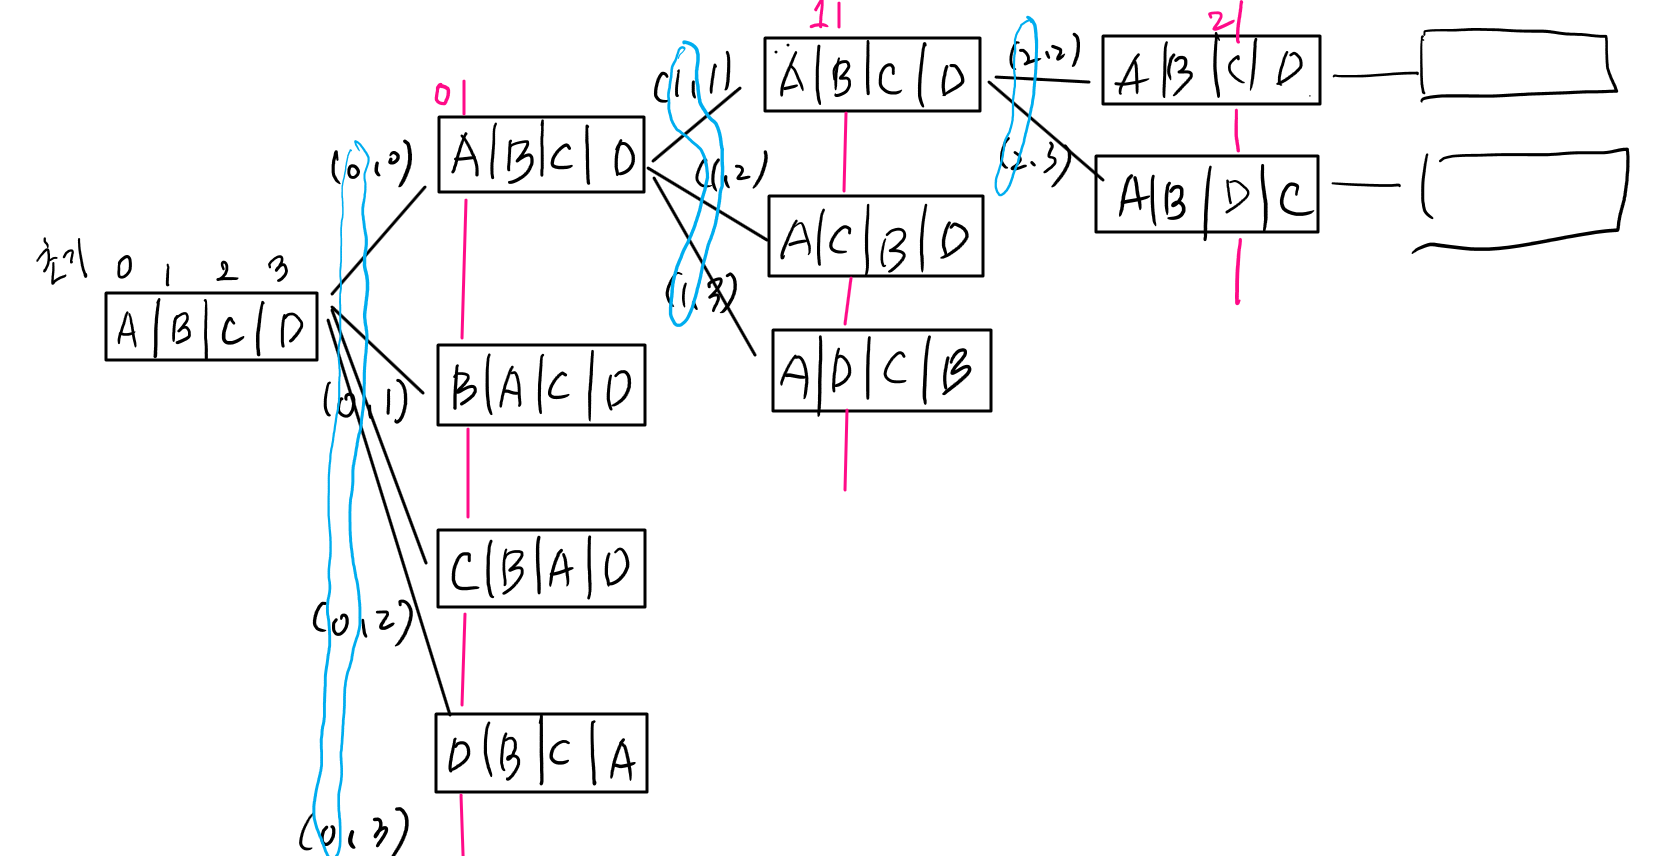 1|
2|
(1,1)
A|B|C|D
(2.2)
A|B|C|D
0|
(0,0)
A|B|C|D
(1,2)
(2.3)
A|B|D|C
초기
0 1 2 3
A|B|C|D
A|C|B|D
(1,3)
(0,1)
B|A|C|D
A|D|C|B
C|B|A|D
(0,2)
D|B|C|A
(0,3)